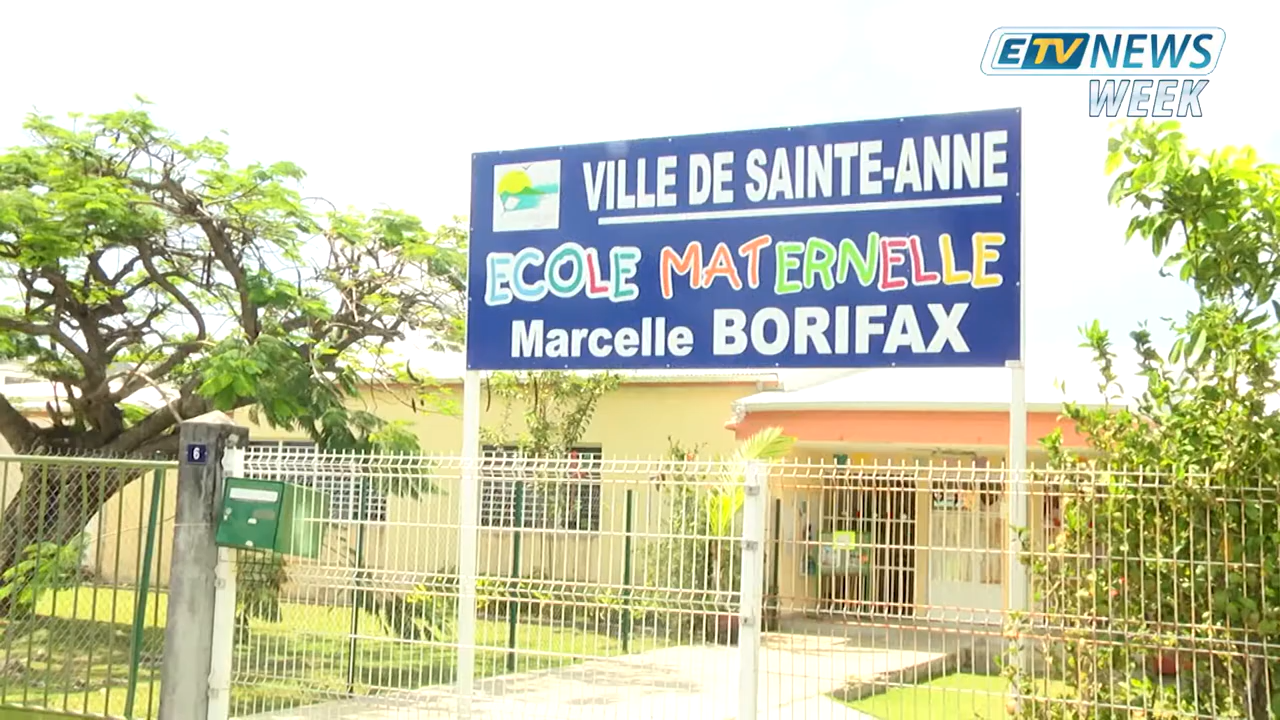 ETV NEWS
WEEK
VILLE DE SAINTE-ANNE
ECOLE MATERNELLE
Marcelle BORIFAX
6